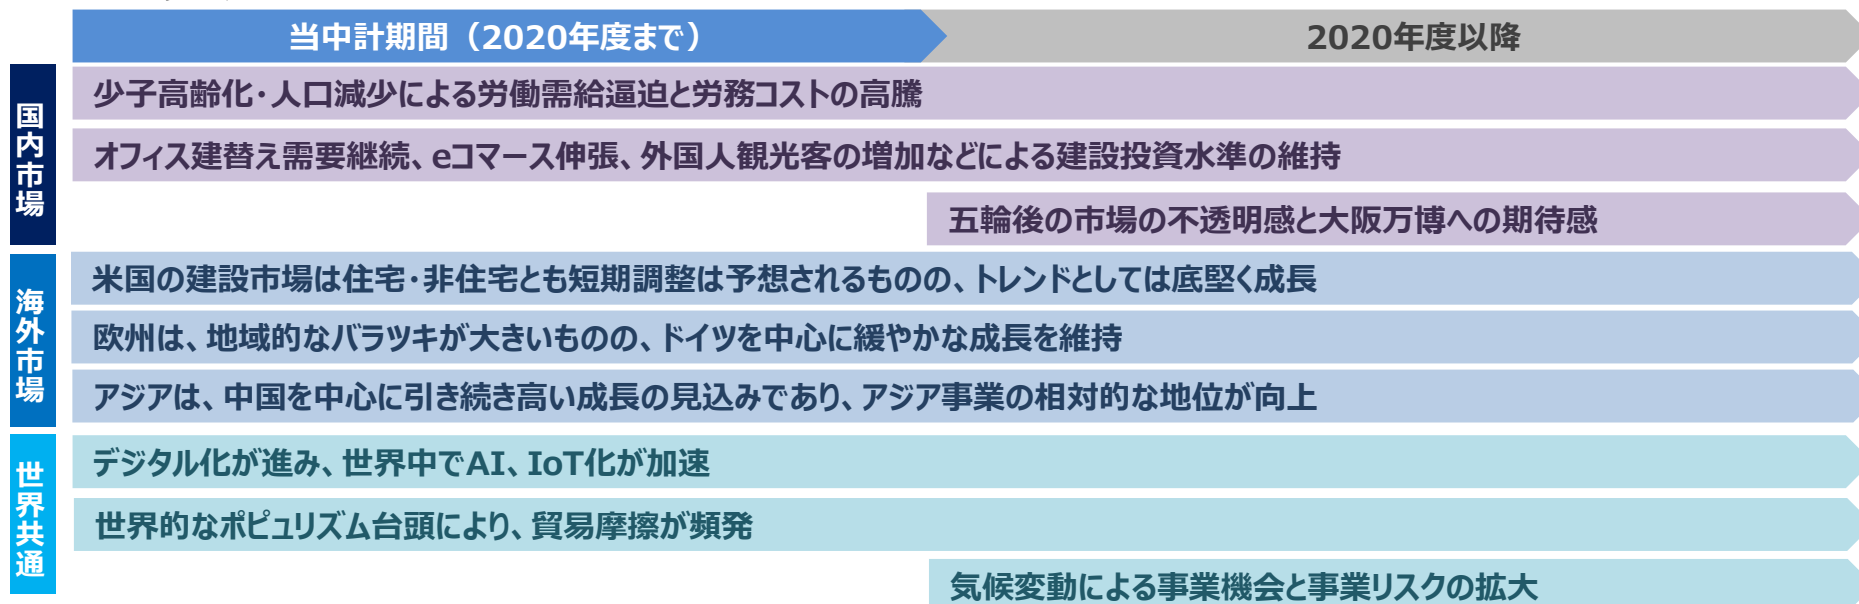 当中計期間（2020年度まで）
2020年度以降
国内市場
少子高齢化・人口減少による労働需給逼迫と労務コストの高騰
オフィス建替え需要継続、eコマース伸張、外国人観光客の増加などによる建設投資水準の維持
五輪後の市場の不透明感と大阪万博への期待感
海外市場
米国の建設市場は住宅・非住宅とも短期調整は予想されるものの、トレンドとしては底堅く成長
欧州は、地域的なバラツキが大きいものの、ドイツを中心に緩やかな成長を維持
アジアは、中国を中心に引き続き高い成長の見込みであり、アジア事業の相対的な地位が向上
世界共通
デジタル化が進み、世界中でAI、IoT化が加速
世界的なポピュリズム台頭により、貿易摩擦が頻発
気候変動による事業機会と事業リスクの拡大